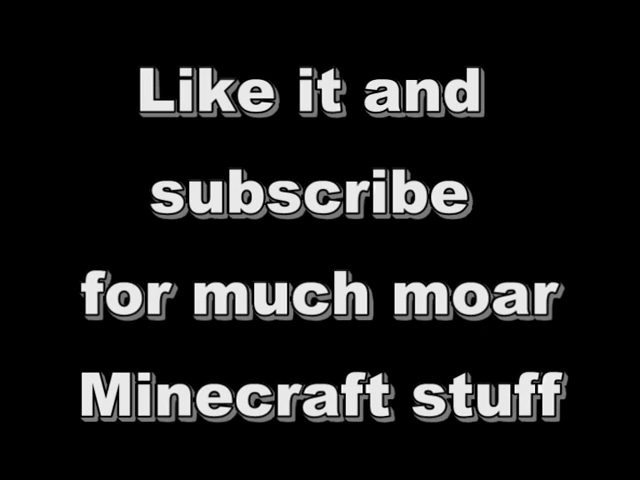 Like it and
subscribe
for much moar
Minecraft stuff